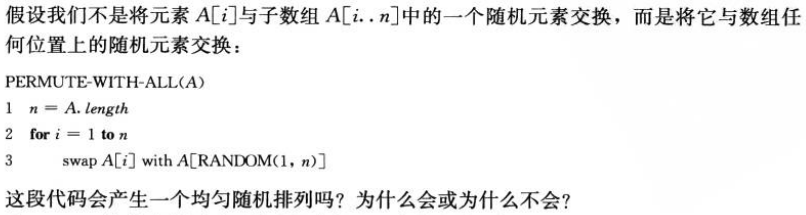 假设我们不是将元素 A[i]与子数组 A[i..n]中的一个随机元素交换，而是将它与数组任
何位置上的随机元素交换：
PERMUTE-WITH-ALL(A)
1 n = A.length
2 for i = 1 to n
3 swap A[i] with A[RANDOM(1, n)]
这段代码会产生一个均匀随机排列吗？为什么会或为什么不会？